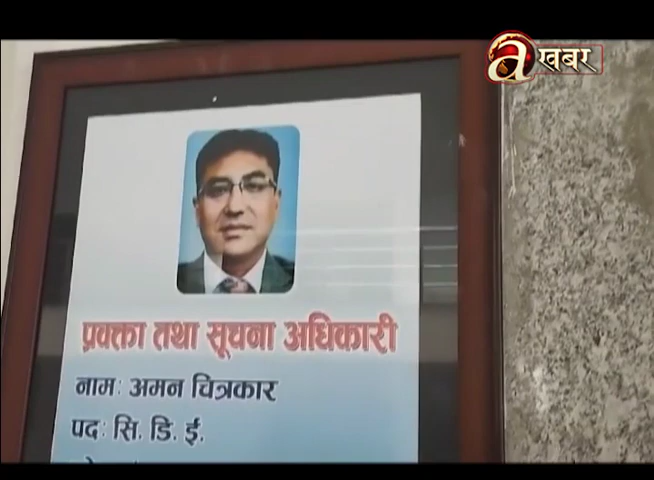 a खबर
प्रवक्ता तथा सूचना अधिकारी
नाम: अमन चित्रकार
पद: सि. डि. ई.